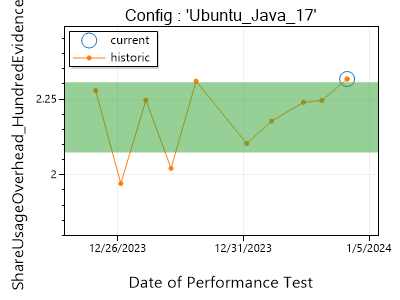 Config : 'Ubuntu_Java_17'
current
historic
ShareUsageOverhead_HundredEvidence
2.25
2
12/26/2023
12/31/2023
1/5/2024
Date of Performance Test